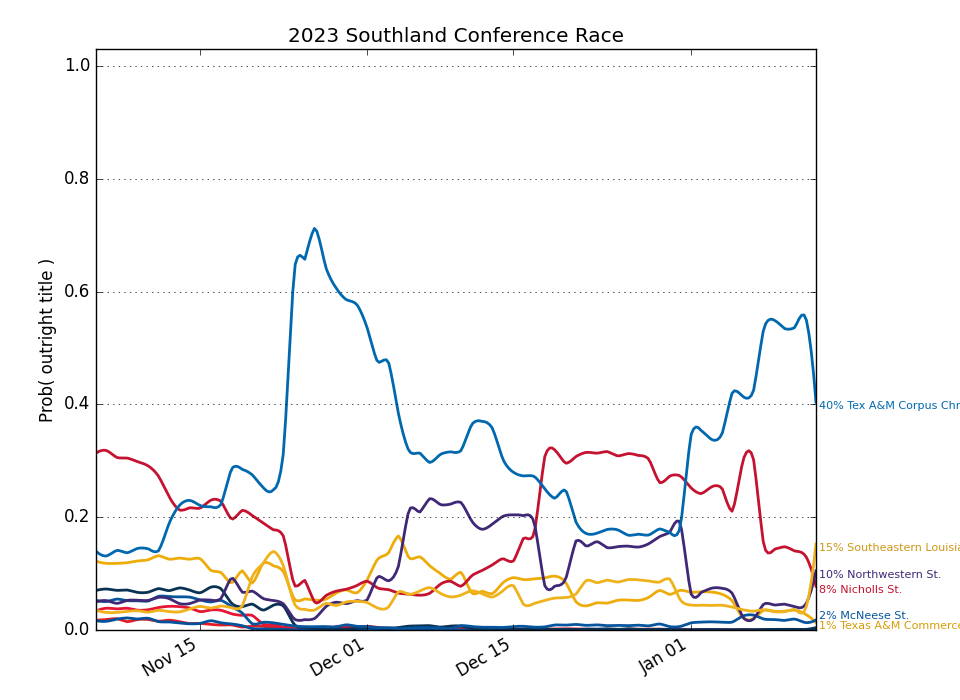 2023 Southland Conference Race
1.0
0.8
0.6
0.4
0.2
0.0
Prob( outright title )
Nov 15
Dec 01
Dec 15
Jan 01
40% Tex A&M Corpus Chr
15% Southeastern Louisia
10% Northwestern St.
8% Nicholls St.
2% McNeese St.
1% Texas A&M Commerce